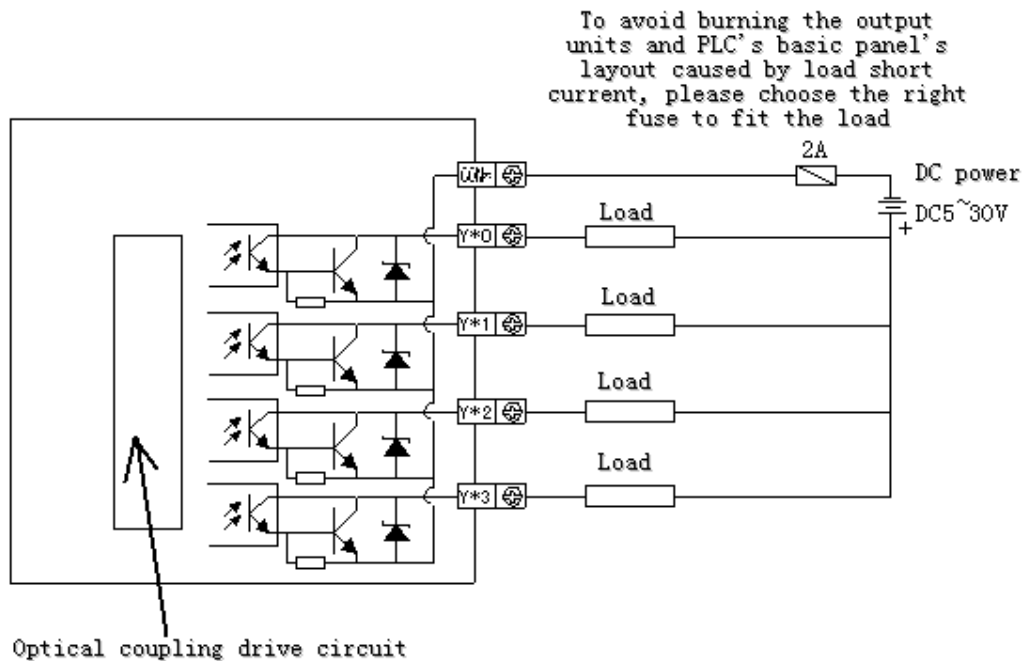 To avoid burning the output
units and PLC's basic panel's
layout caused by load short
current, please choose the right
fuse to fit the load
2A
DC power
DC5~30V
+
Load
Y*0
Load
Y*1
Load
Y*2
Load
Y*3
Optical coupling drive circuit